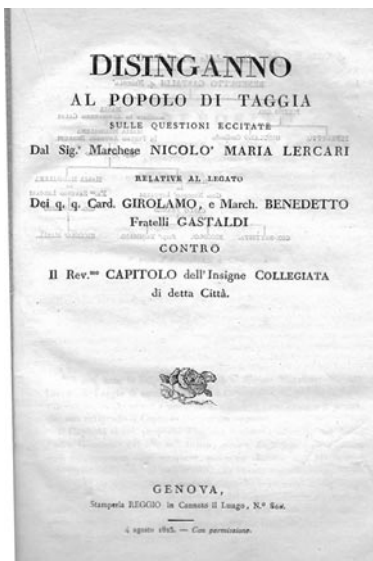 DISINGANNO
AL POPOLO DI TAGGIA
SULLE QUESTIONI ECCITATE
Dal Sig.r Marchese NICOLO' MARIA LERCARI
RELATIVE AL LEGATO
Dei q. q. Card. GIROLAMO, e March. BENEDETTO
Fratelli GASTALDI
CONTRO
Il Rev.mo CAPITOLO dell'Insigne COLLEGIATA
di detta Città.
GENOVA,
Stamperia REGGIO in Canneto il Lungo, N.º
4 agosto — Con permissione.